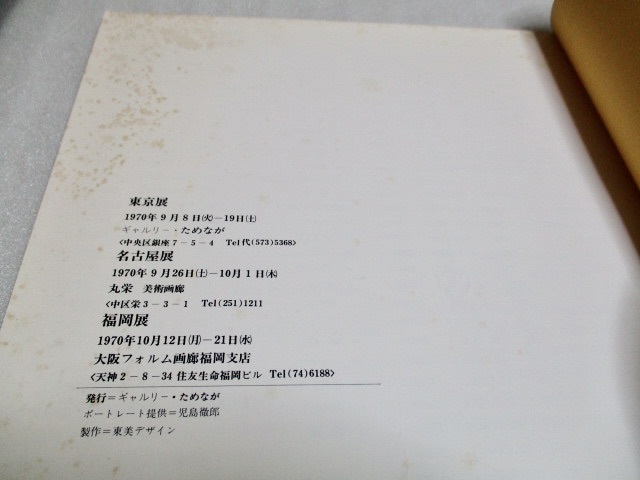 東京展
1970年9月8日(火)―19日(土)
ギャルリー・ためなが
〈中央区銀座7－5－4 Tel代(573)5368〉
名古屋展
1970年9月26日(土)―10月1日(木)
丸栄 美術画廊
〈中区栄3－3－1 Tel(251)1211
福岡展
1970年10月12日(月)―21日(水)
大阪フォルム画廊福岡支店
〈天神2－8－34 住友生命福岡ビル Tel(74)6188〉
発行＝ギャルリー・ためなが
ポートレート提供＝児島徹郎
製作＝東美デザイン